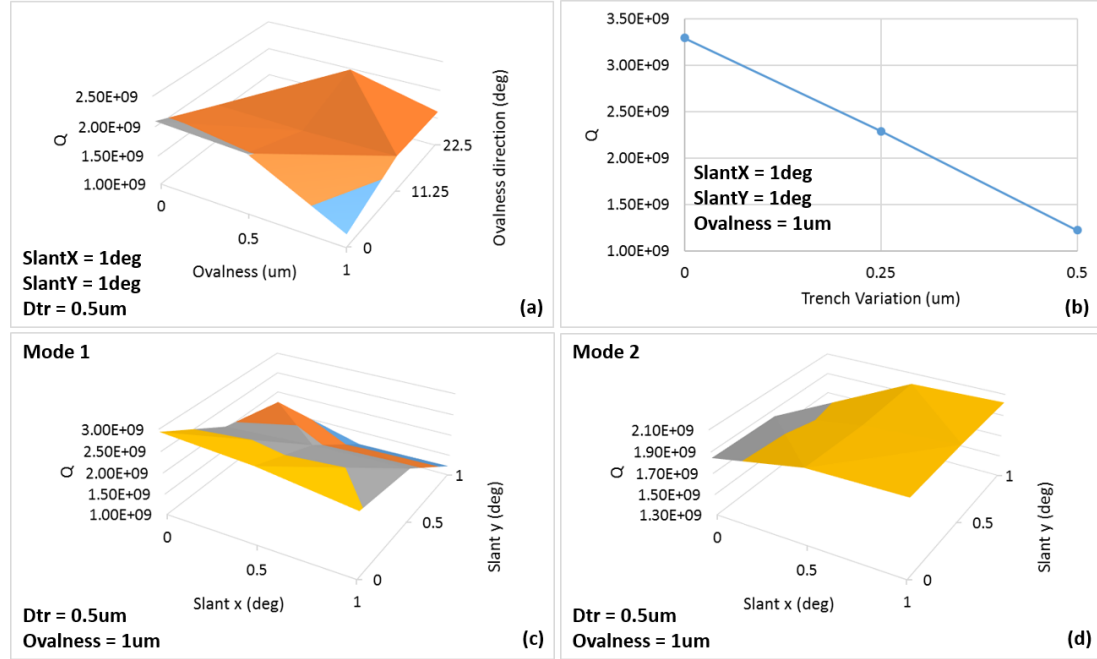 2.50E+09
2.00E+09
1.50E+09
1.00E+09
Q
0
0.5
1
Ovalness (um)
0
11.25
22.5
Ovalness direction (deg)
SlantX = 1deg
SlantY = 1deg
Dtr = 0.5um
(a)
3.50E+09
3.00E+09
2.50E+09
2.00E+09
1.50E+09
1.00E+09
Q
SlantX = 1deg
SlantY = 1deg
Ovalness = 1um
0
0.25
0.5
Trench Variation (um)
(b)
Mode 1
3.00E+09
2.50E+09
2.00E+09
1.50E+09
1.00E+09
Q
0
0.5
1
Slant x (deg)
0
0.5
1
Slant y (deg)
Dtr = 0.5um
Ovalness = 1um
(c)
Mode 2
2.10E+09
1.90E+09
1.70E+09
1.50E+09
1.30E+09
Q
0
0.5
1
Slant x (deg)
0
0.5
1
Slant y (deg)
Dtr = 0.5um
Ovalness = 1um
(d)